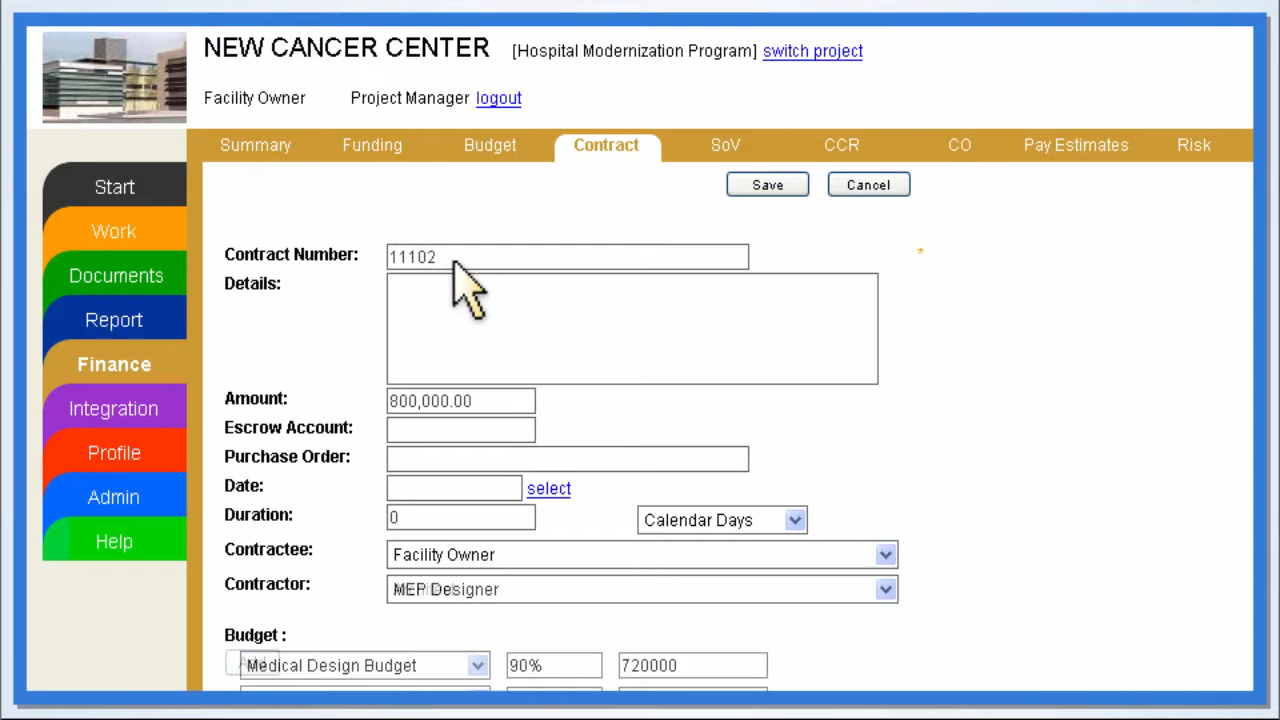 NEW CANCER CENTER [Hospital Modernization Program] switch project
Facility Owner Project Manager logout
Summary Funding Budget Contract SoV CCR CO Pay Estimates Risk
Save Cancel
Start
Work
Documents
Report
Finance
Integration
Profile
Admin
Help
Contract Number: 11102 *
Details:
Amount: 800,000.00
Escrow Account:
Purchase Order:
Date: select
Duration: 0 Calendar Days
Contractee: Facility Owner
Contractor: MEP Designer
Budget :
Medical Design Budget 90% 720000